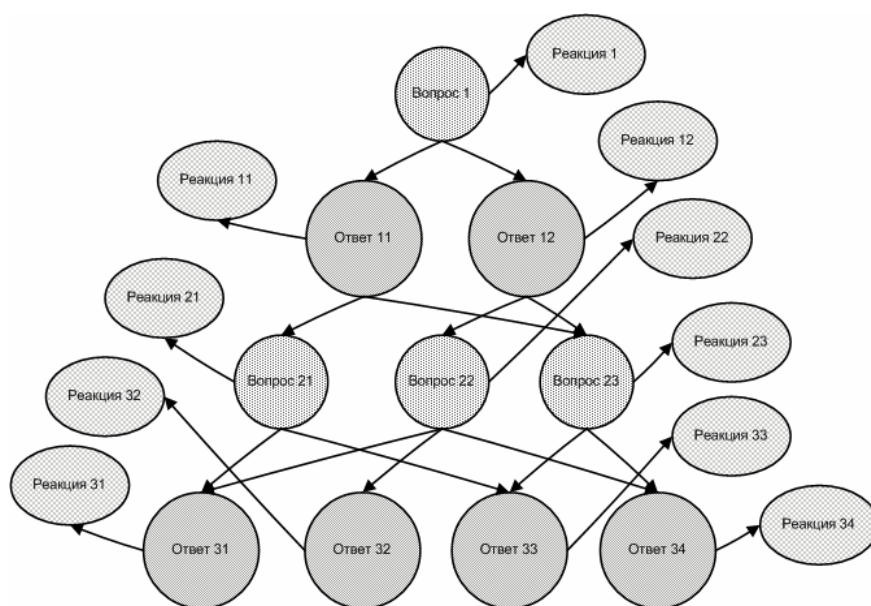 Реакция 1
Вопрос 1
Реакция 12
Реакция 11
Ответ 11
Ответ 12
Реакция 22
Реакция 21
Реакция 23
Вопрос 21
Вопрос 22
Вопрос 23
Реакция 32
Реакция 33
Реакция 31
Реакция 34
Ответ 31
Ответ 32
Ответ 33
Ответ 34